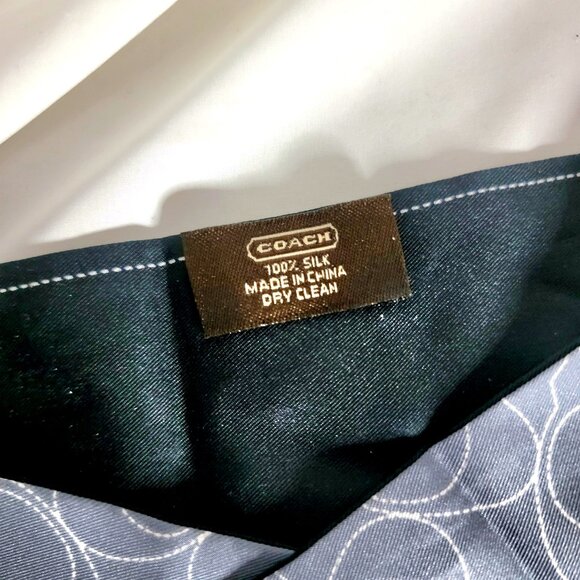 COACH
100% SILK
MADE IN CHINA
DRY CLEAN